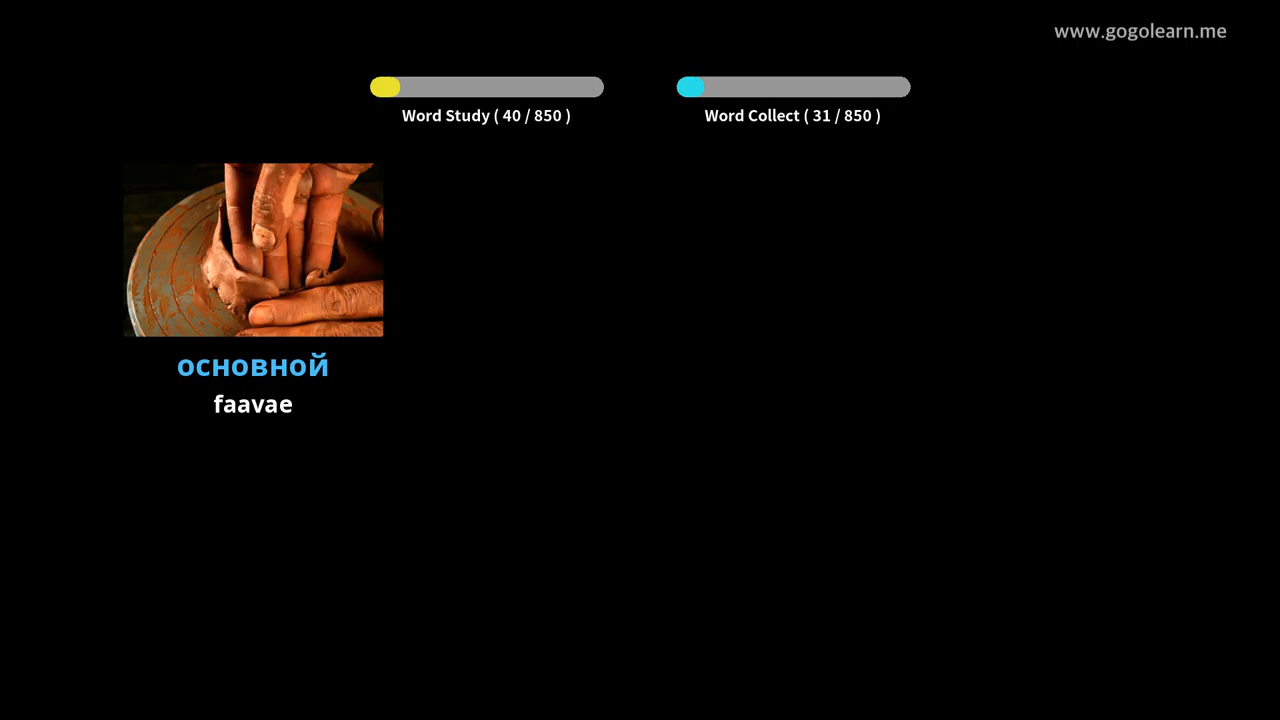 www.gogolearn.me
Word Study ( 40 / 850 )
Word Collect ( 31 / 850 )
основной
faavae